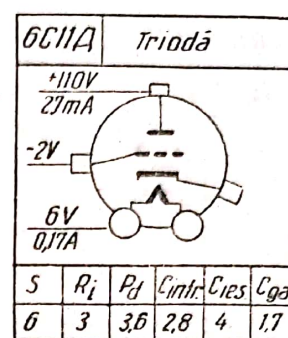 6С11Д Triodă
+110V
27mA
-2V
6V
0,17A
S Ri Pd Cintr. Cies Cga
6 3 3,6 2,8 4 1,7